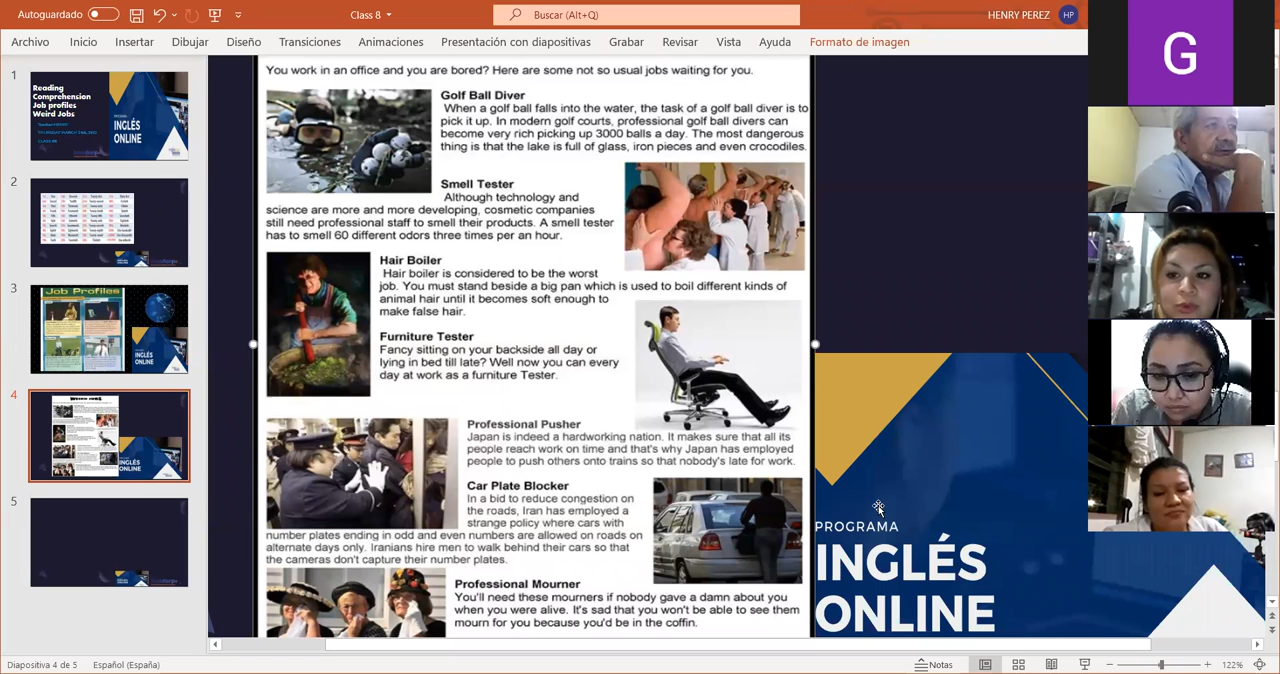 Autoguardado
Class 8
Buscar (Alt+Q)
HENRY PEREZ
HP
Archivo Inicio Insertar Dibujar Diseño Transiciones Animaciones Presentación con diapositivas Grabar Revisar Vista Ayuda Formato de imagen
1
Reading
Comprehension
Job profiles
Weird Jobs
INGLÉS
ONLINE
2
3
Job Profiles
INGLÉS
ONLINE
4
WEIRD JOBS
INGLÉS
ONLINE
5
You work in an office and you are bored? Here are some not so usual jobs waiting for you.
Golf Ball Diver
When a golf ball falls into the water, the task of a golf ball diver is to
pick it up. In modern golf courts, professional golf ball divers can
become very rich picking up 3000 balls a day. The most dangerous
thing is that the lake is full of glass, iron pieces and even crocodiles.
Smell Tester
Although technology and
science are more and more developing, cosmetic companies
still need professional staff to smell their products. A smell tester
has to smell 60 different odors three times per an hour.
Hair Boiler
Hair boiler is considered to be the worst
job. You must stand beside a big pan which is used to boil different kinds of
animal hair until it becomes soft enough to
make false hair.
Furniture Tester
Fancy sitting on your backside all day or
lying in bed till late? Well now you can every
day at work as a furniture Tester.
Professional Pusher
Japan is indeed a hardworking nation. It makes sure that all its
people reach work on time and that's why Japan has employed
people to push others onto trains so that nobody's late for work.
Car Plate Blocker
In a bid to reduce congestion on
the roads, Iran has employed a
strange policy where cars with
number plates ending in odd and even numbers are allowed on roads on
alternate days only. Iranians hire men to walk behind their cars so that
the cameras don't capture their number plates.
Professional Mourner
You'll need these mourners if nobody gave a damn about you
when you were alive. It's sad that you won't be able to see them
mourn for you because you'd be in the coffin.
PROGRAMA
INGLÉS
ONLINE
G
Diapositiva 4 de 5 Español (España)
Notas
122%